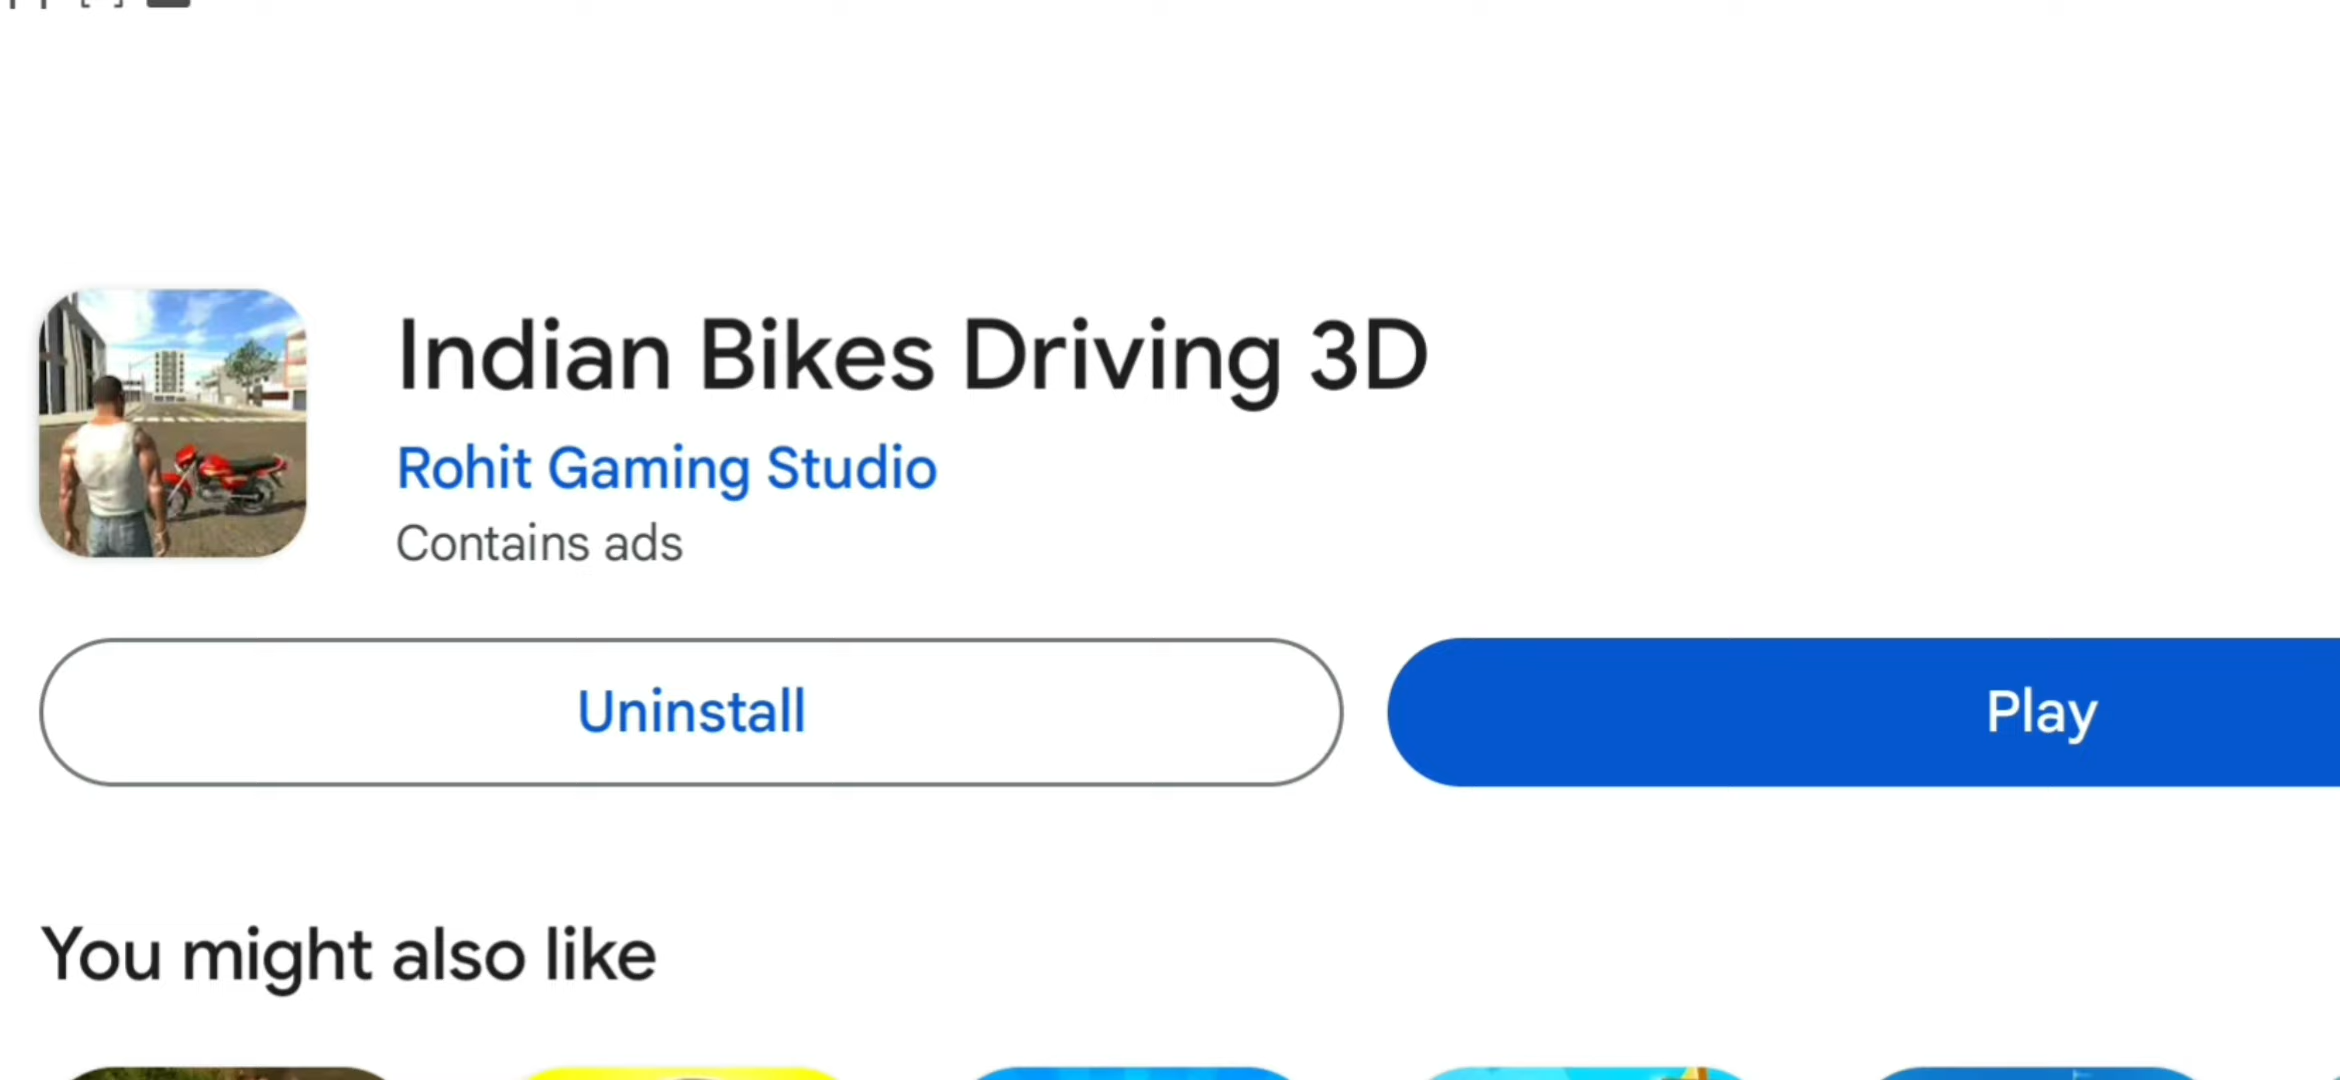 Indian Bikes Driving 3D
Rohit Gaming Studio
Contains ads
Uninstall
Play
You might also like